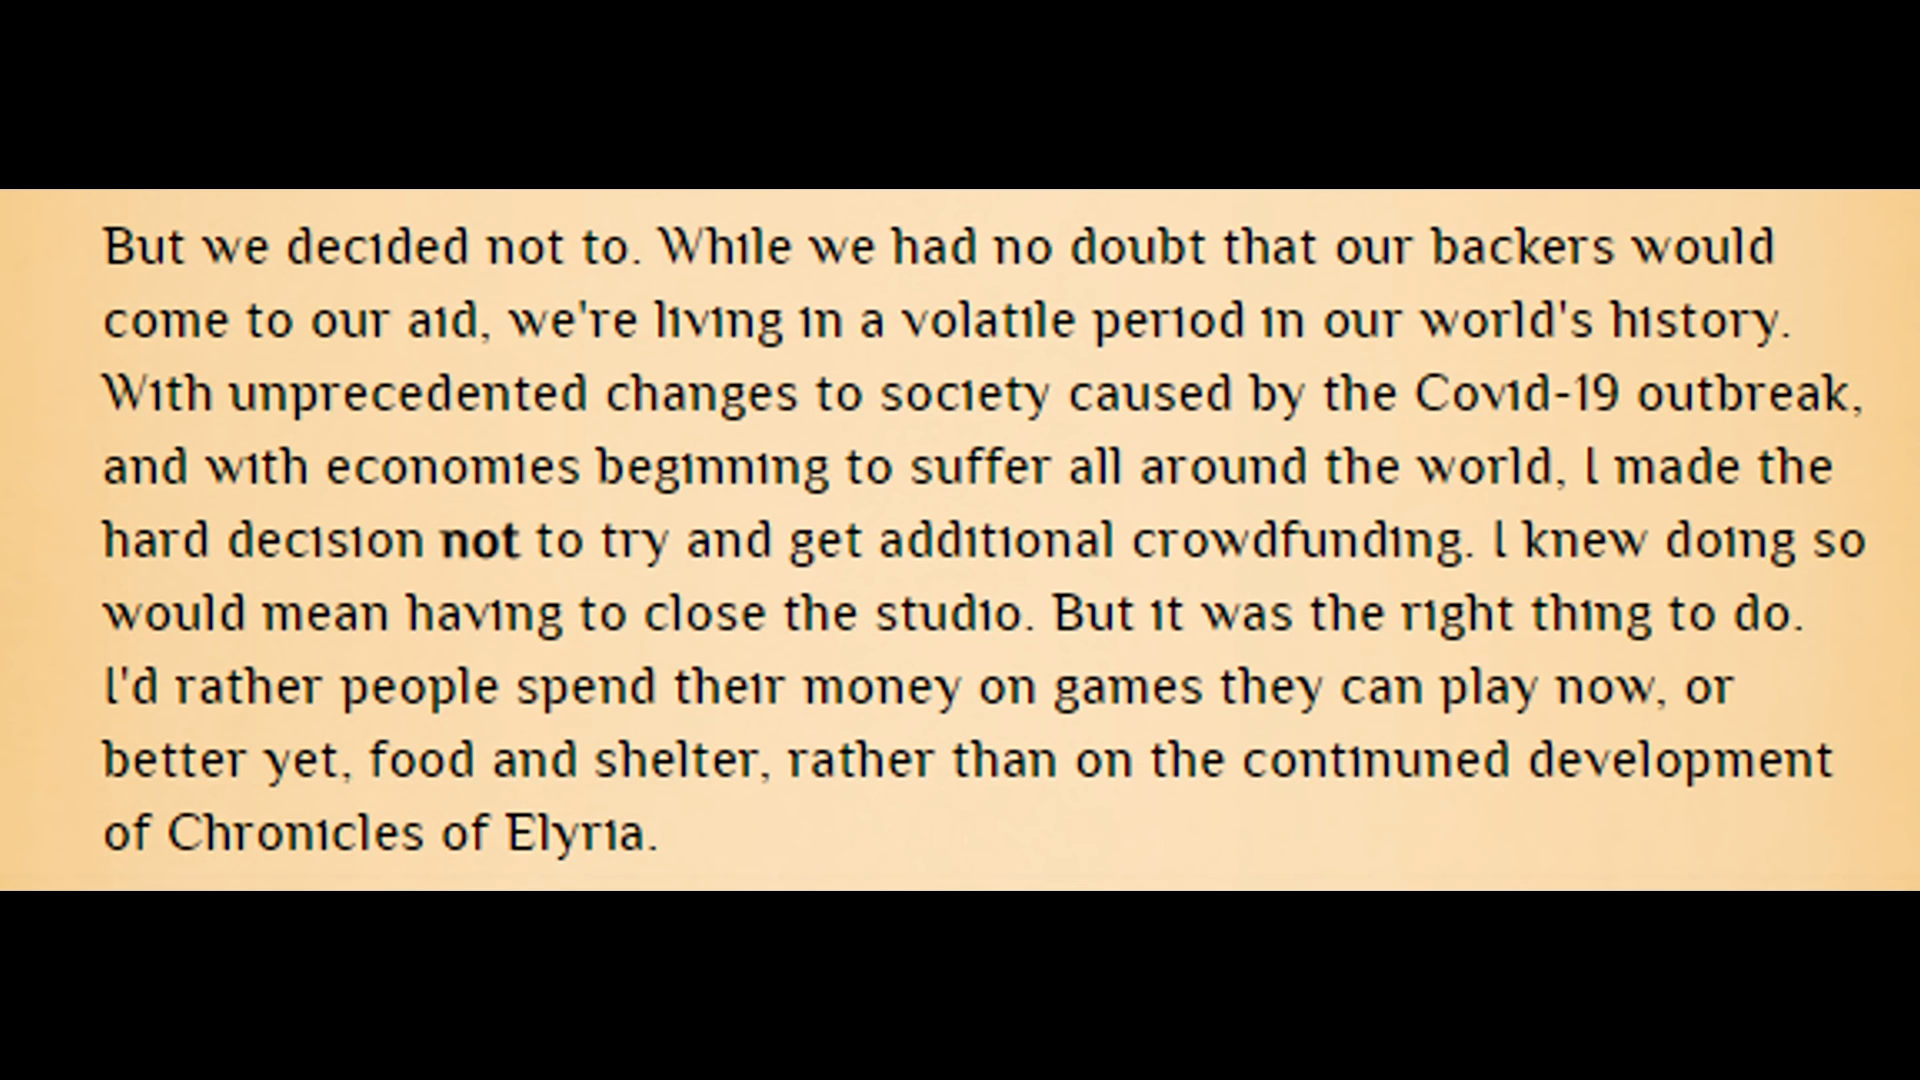 But we decided not to. While we had no doubt that our backers would
come to our aid, we're living in a volatile period in our world's history.
With unprecedented changes to society caused by the Covid-19 outbreak,
and with economies beginning to suffer all around the world, I made the
hard decision not to try and get additional crowdfunding. I knew doing so
would mean having to close the studio. But it was the right thing to do.
I'd rather people spend their money on games they can play now, or
better yet, food and shelter, rather than on the continuned development
of Chronicles of Elyria.